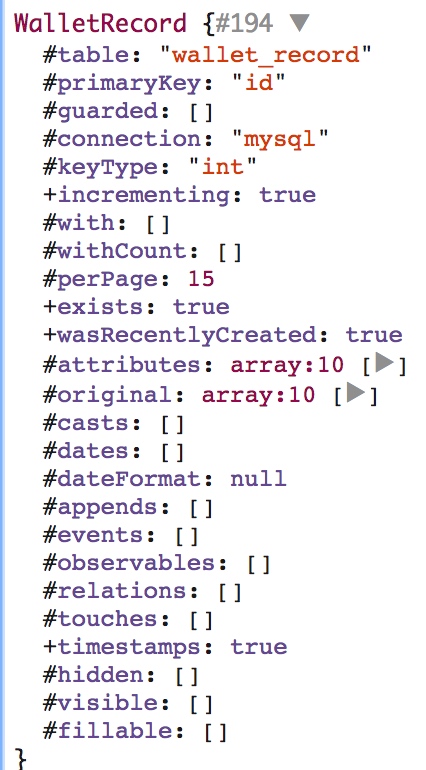 WalletRecord {#194 ▼
#table: "wallet_record"
#primaryKey: "id"
#guarded: []
#connection: "mysql"
#keyType: "int"
+incrementing: true
#with: []
#withCount: []
#perPage: 15
+exists: true
+wasRecentlyCreated: true
#attributes: array:10 [▶]
#original: array:10 [▶]
#casts: []
#dates: []
#dateFormat: null
#appends: []
#events: []
#observables: []
#relations: []
#touches: []
+timestamps: true
#hidden: []
#visible: []
#fillable: []
}